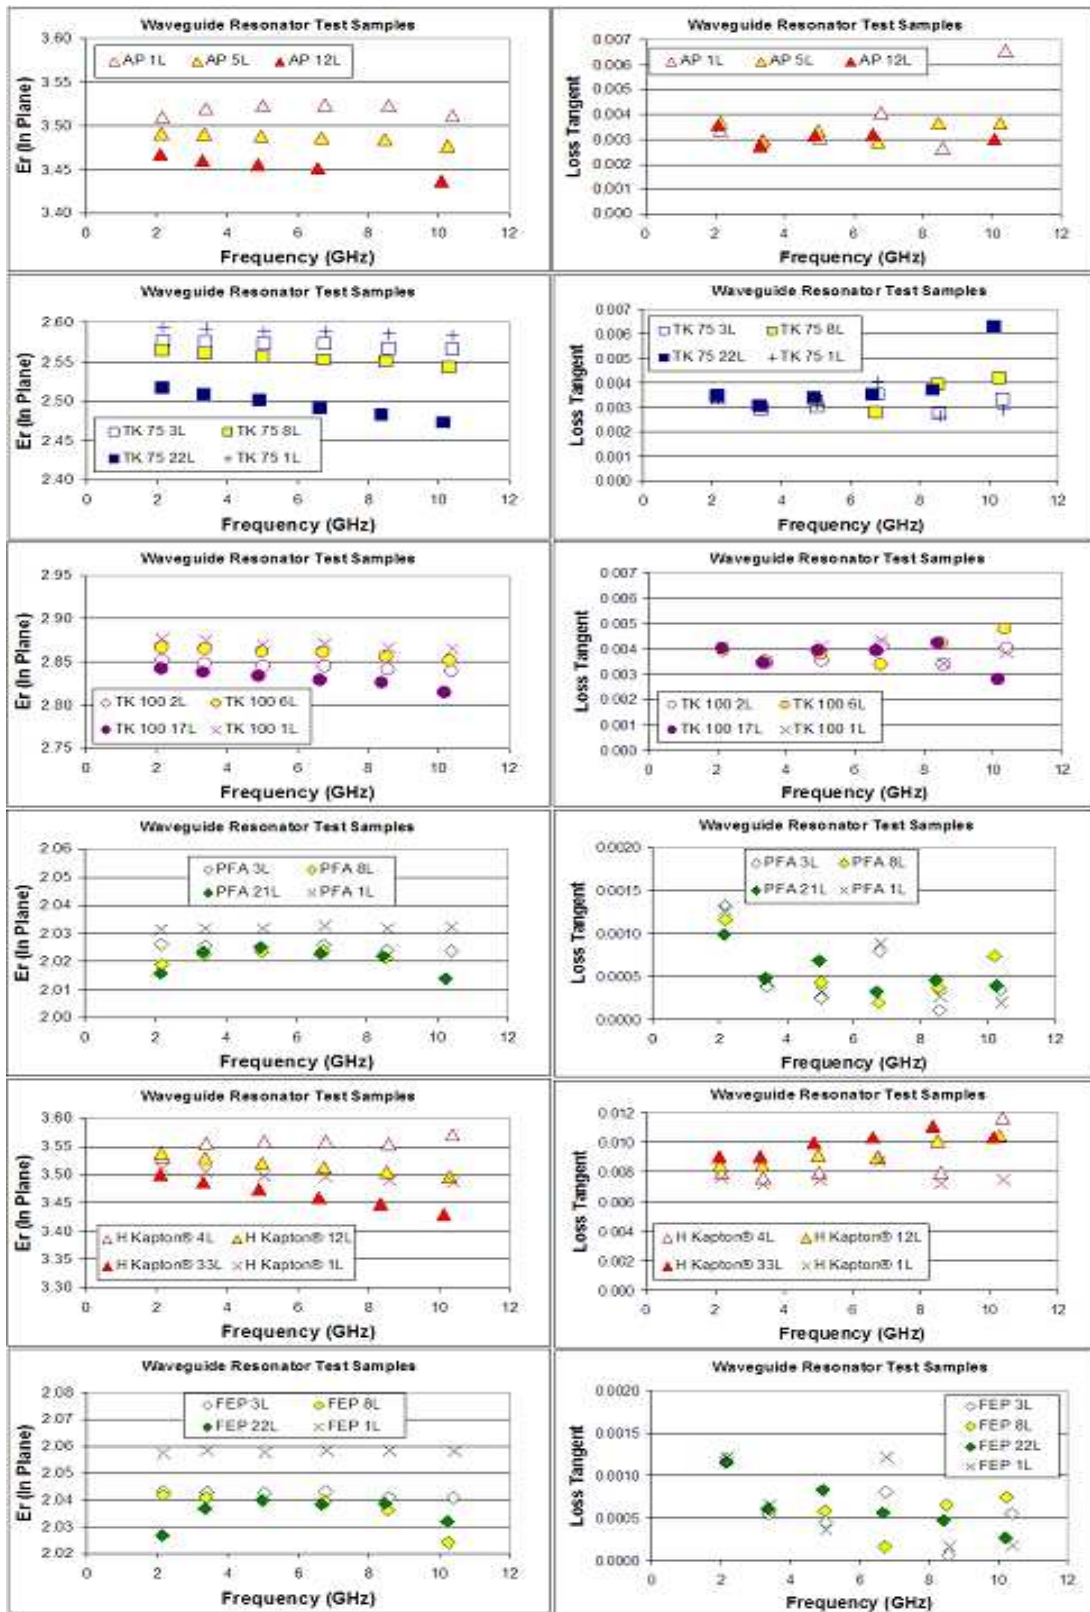 Waveguide Resonator Test Samples
Er (In Plane)
3.60
3.55
3.50
3.45
3.40
AP 1L AP 5L AP 12L
0 2 4 6 8 10 12
Frequency (GHz)
Waveguide Resonator Test Samples
Loss Tangent
0.007
0.006
0.005
0.004
0.003
0.002
0.001
0.000
AP 1L AP 5L AP 12L
0 2 4 6 8 10 12
Frequency (GHz)
Waveguide Resonator Test Samples
Er (In Plane)
2.60
2.55
2.50
2.45
2.40
TK 75 3L TK 75 8L
TK 75 22L TK 75 1L
0 2 4 6 8 10 12
Frequency (GHz)
Waveguide Resonator Test Samples
Loss Tangent
0.007
0.006
0.005
0.004
0.003
0.002
0.001
0.000
TK 75 3L TK 75 8L
TK 75 22L TK 75 1L
0 2 4 6 8 10 12
Frequency (GHz)
Waveguide Resonator Test Samples
Er (In Plane)
2.95
2.90
2.85
2.80
2.75
TK 100 2L TK 100 6L
TK 100 17L TK 100 1L
0 2 4 6 8 10 12
Frequency (GHz)
Waveguide Resonator Test Samples
Loss Tangent
0.007
0.006
0.005
0.004
0.003
0.002
0.001
0.000
TK 100 2L TK 100 6L
TK 100 17L TK 100 1L
0 2 4 6 8 10 12
Frequency (GHz)
Waveguide Resonator Test Samples
Er (In Plane)
2.06
2.05
2.04
2.03
2.02
2.01
2.00
PFA 3L PFA 8L
PFA 21L PFA 1L
0 2 4 6 8 10 12
Frequency (GHz)
Waveguide Resonator Test Samples
Loss Tangent
0.0020
0.0015
0.0010
0.0005
0.0000
PFA 3L PFA 8L
PFA 21L PFA 1L
0 2 4 6 8 10 12
Frequency (GHz)
Waveguide Resonator Test Samples
Er (In Plane)
3.60
3.55
3.50
3.45
3.40
3.35
3.30
H Kapton® 4L H Kapton® 12L
H Kapton® 33L H Kapton® 1L
0 2 4 6 8 10 12
Frequency (GHz)
Waveguide Resonator Test Samples
Loss Tangent
0.012
0.010
0.008
0.006
0.004
0.002
0.000
H Kapton® 4L H Kapton® 12L
H Kapton® 33L H Kapton® 1L
0 2 4 6 8 10 12
Frequency (GHz)
Waveguide Resonator Test Samples
Er (In Plane)
2.08
2.07
2.06
2.05
2.04
2.03
2.02
FEP 3L FEP 8L
FEP 22L FEP 1L
0 2 4 6 8 10 12
Frequency (GHz)
Waveguide Resonator Test Samples
Loss Tangent
0.0020
0.0015
0.0010
0.0005
0.0000
FEP 3L
FEP 8L
FEP 22L
FEP 1L
0 2 4 6 8 10 12
Frequency (GHz)